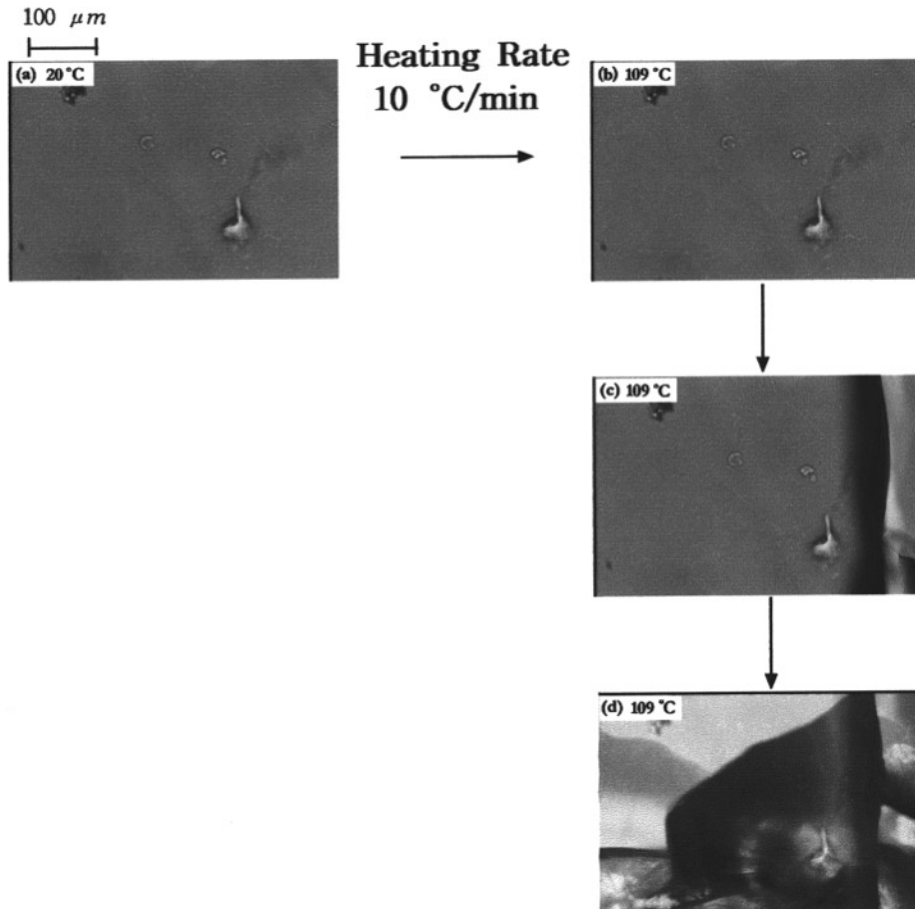 100 μm
(a) 20 °C
Heating Rate
10 °C/min
(b) 109 °C
(c) 109 °C
(d) 109 °C